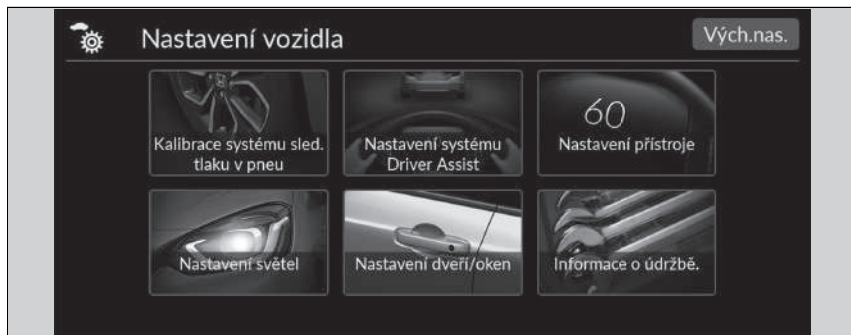 Nastavení vozidla
Vých.nas.
Kalibrace systému sled.
tlaku v pneu
Nastavení systému
Driver Assist
60
Nastavení přístroje
Nastavení světel
Nastavení dveří/oken
Informace o údržbě.